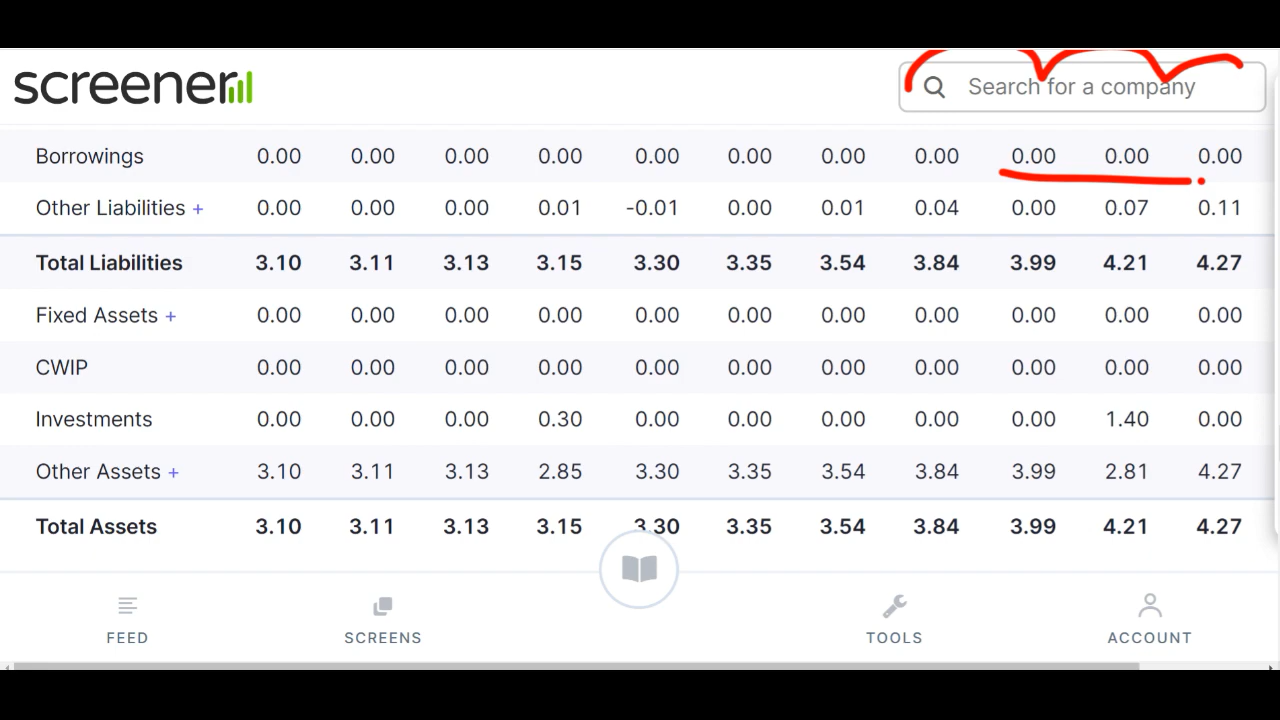 screener
Search for a company
Borrowings 0.00 0.00 0.00 0.00 0.00 0.00 0.00 0.00 0.00 0.00 0.00
Other Liabilities + 0.00 0.00 0.00 0.01 -0.01 0.00 0.01 0.04 0.00 0.07 0.11
Total Liabilities 3.10 3.11 3.13 3.15 3.30 3.35 3.54 3.84 3.99 4.21 4.27
Fixed Assets + 0.00 0.00 0.00 0.00 0.00 0.00 0.00 0.00 0.00 0.00 0.00
CWIP 0.00 0.00 0.00 0.00 0.00 0.00 0.00 0.00 0.00 0.00 0.00
Investments 0.00 0.00 0.00 0.30 0.00 0.00 0.00 0.00 0.00 1.40 0.00
Other Assets + 3.10 3.11 3.13 2.85 3.30 3.35 3.54 3.84 3.99 2.81 4.27
Total Assets 3.10 3.11 3.13 3.15 3.30 3.35 3.54 3.84 3.99 4.21 4.27
FEED SCREENS TOOLS ACCOUNT